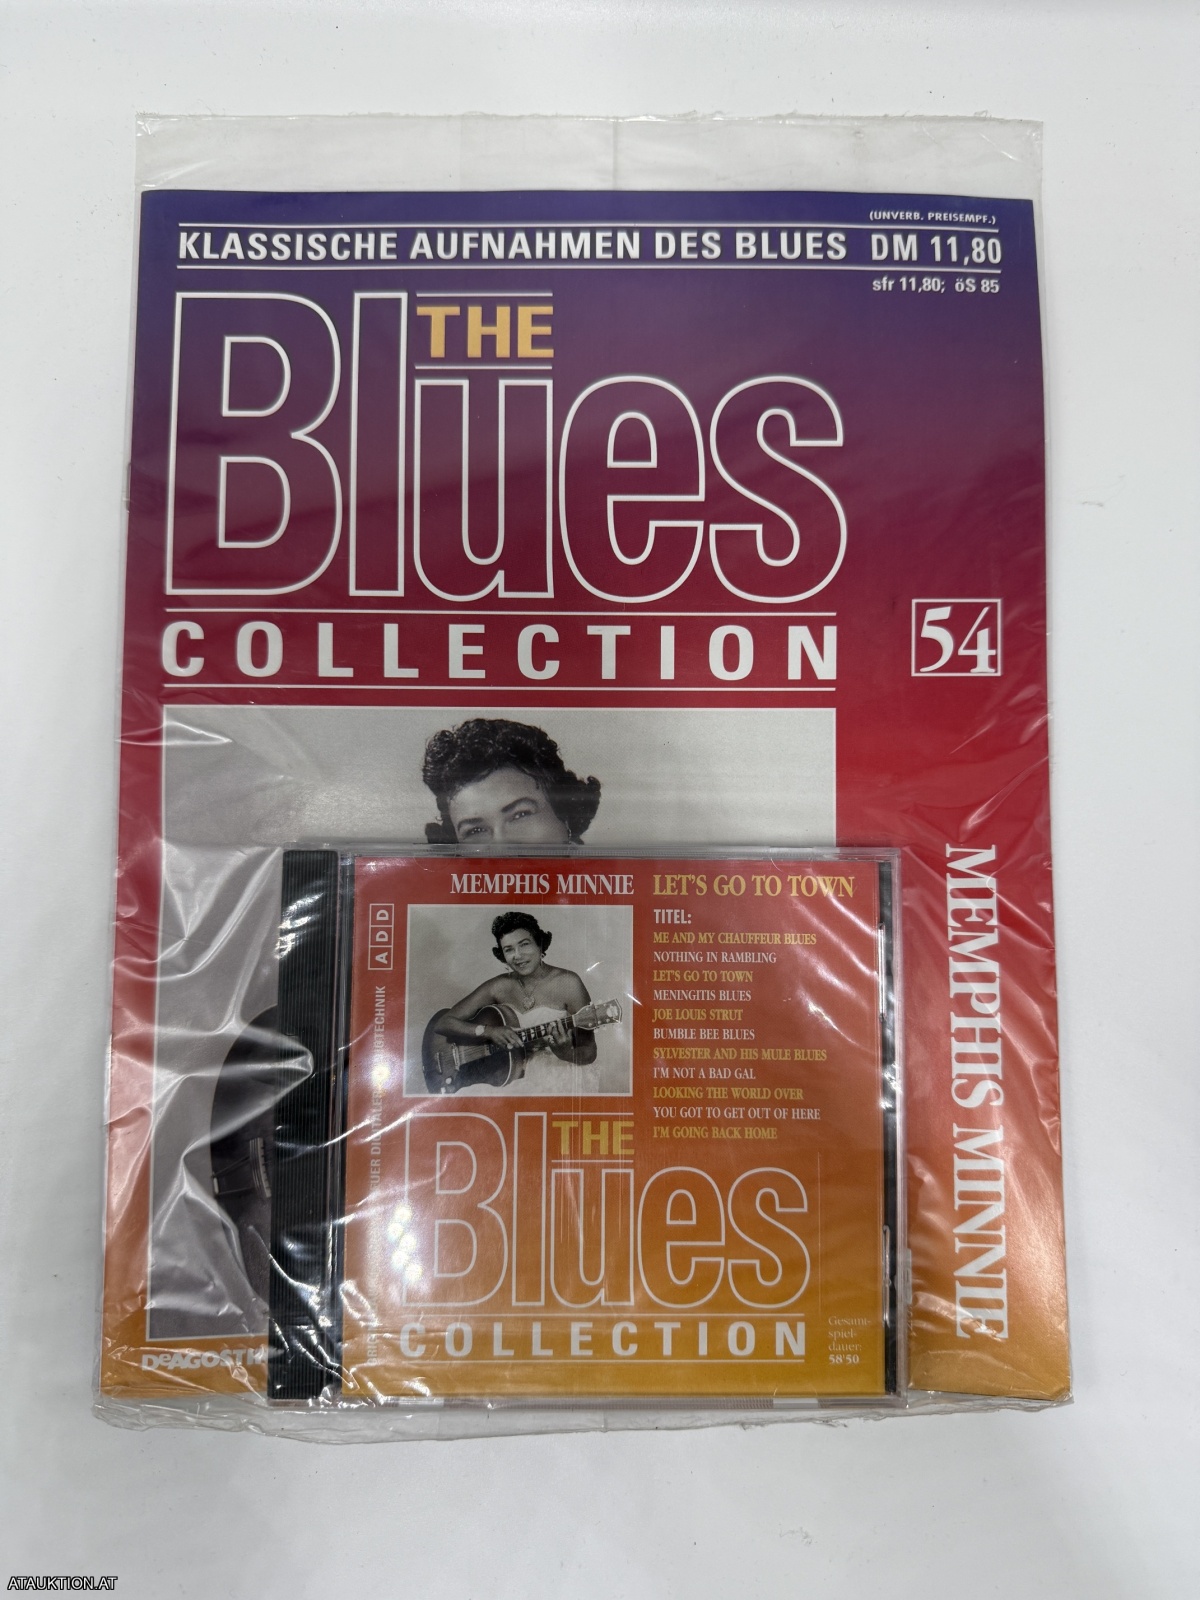 (UNVERB. PREISEMPF.)
KLASSISCHE AUFNAHMEN DES BLUES DM 11,80
sfr 11,80; öS 85
THE
Blues
COLLECTION
54
MEMPHIS MINNIE
MEMPHIS MINNIE LET'S GO TO TOWN
ADD
TITEL:
ME AND MY CHAUFFEUR BLUES
NOTHING IN RAMBLING
LET'S GO TO TOWN
MENINGITIS BLUES
JOE LOUIS STRUT
BUMBLE BEE BLUES
SYLVESTER AND HIS MULE BLUES
I'M NOT A BAD GAL
LOOKING THE WORLD OVER
YOU GOT TO GET OUT OF HERE
I'M GOING BACK HOME
THE
Blues
COLLECTION
Gesamt-
spiel-
dauer:
58'50
ATAUKTION.AT